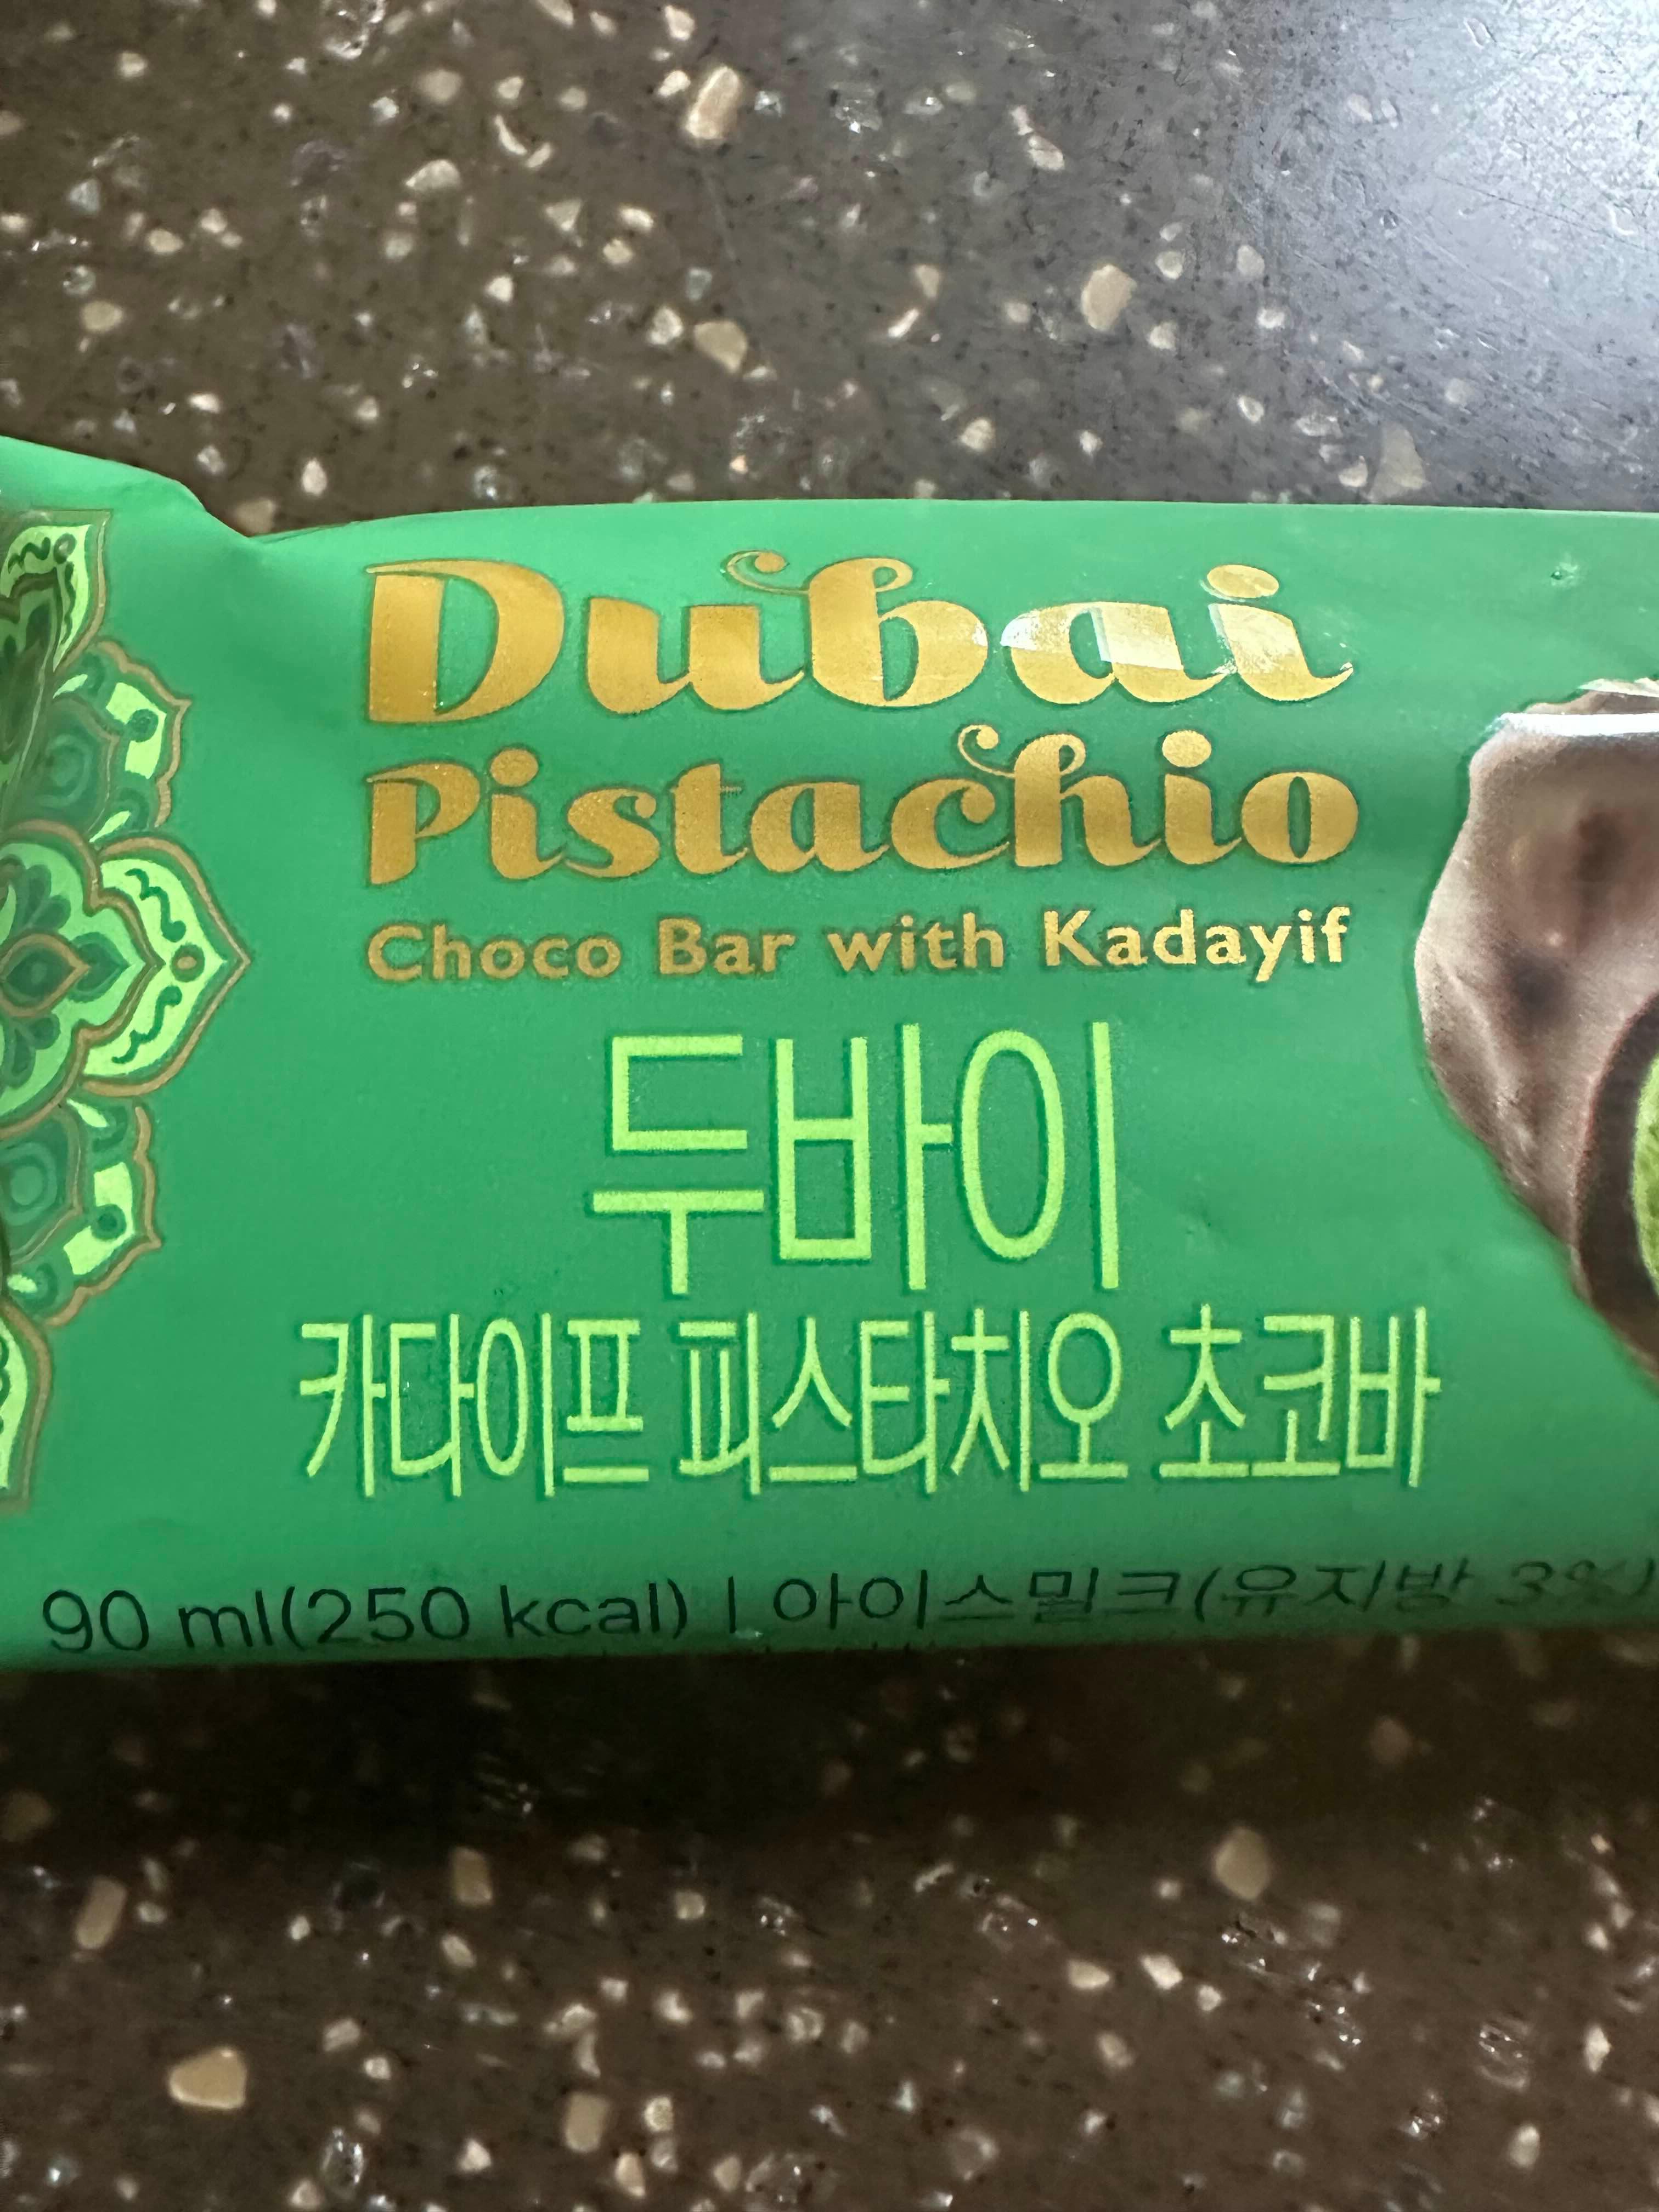 Dubai
Pistachio
Choco Bar with Kadayif
두바이
카다이프 피스타치오 초코바
90 ml(250 kcal) | 아이스밀크(유지방 3%)